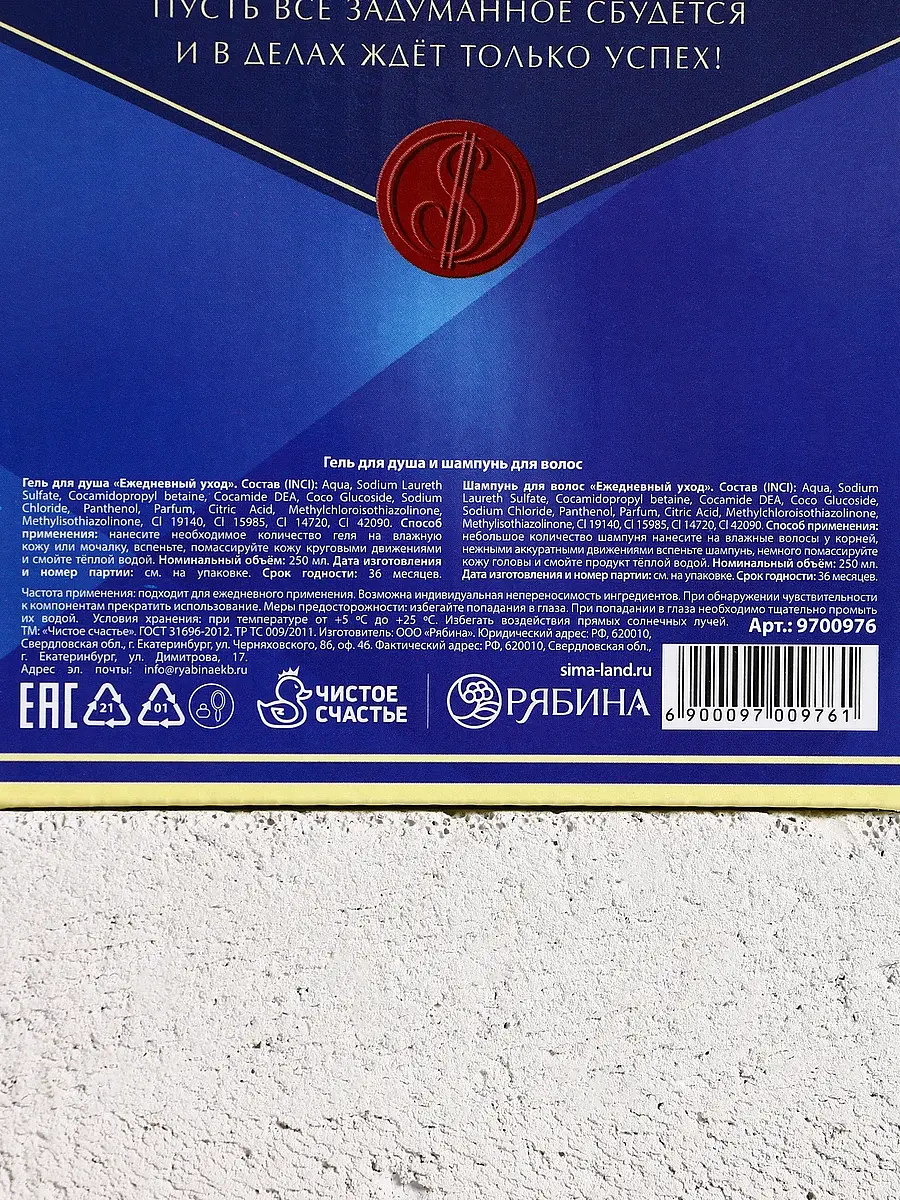 ПУСТЬ ВСЕ ЗАДУМАННОЕ СБУДЕТСЯ
И В ДЕЛАХ ЖДЁТ ТОЛЬКО УСПЕХ!
Гель для душа и шампунь для волос
Гель для душа «Ежедневный уход». Состав (INCI): Aqua, Sodium Laureth
Sulfate, Cocamidopropyl betaine, Cocamide DEA, Coco Glucoside, Sodium
Chloride, Panthenol, Parfum, Citric Acid, Methylchloroisothiazolinone,
Methylisothiazolinone, Cl 19140, Cl 15985, Cl 14720, Cl 42090. Способ
применения: нанесите необходимое количество геля на влажную
кожу или мочалку, вспеньте, помассируйте кожу круговыми движениями
и смойте тёплой водой. Номинальный объём: 250 мл. Дата изготовления
и номер партии: см. на упаковке. Срок годности: 36 месяцев.
Шампунь для волос «Ежедневный уход». Состав (INCI): Aqua, Sodium
Laureth Sulfate, Cocamidopropyl betaine, Cocamide DEA, Coco Glucoside,
Sodium Chloride, Panthenol, Parfum, Citric Acid, Methylchloroisothiazolinone,
Methylisothiazolinone, Cl 19140, Cl 15985, Cl 14720, Cl 42090. Способ применения:
небольшое количество шампуня нанесите на влажные волосы у корней,
нежными аккуратными движениями вспеньте шампунь, немного помассируйте
кожу головы и смойте продукт тёплой водой. Номинальный объём: 250 мл.
Дата изготовления и номер партии: см. на упаковке. Срок годности: 36 месяцев.
Частота применения: подходит для ежедневного применения. Возможна индивидуальная непереносимость ингредиентов. При обнаружении чувствительности
к компонентам прекратить использование. Меры предосторожности: избегайте попадания в глаза. При попадании в глаза необходимо тщательно промыть
их водой. Условия хранения: при температуре от +5 ºС до +25 ºС. Избегать воздействия прямых солнечных лучей.
Арт.: 9700976
ТМ: «Чистое счастье». ГОСТ 31696-2012. ТР ТС 009/2011. Изготовитель: ООО «Рябина». Юридический адрес: РФ, 620010,
Свердловская обл., г. Екатеринбург, ул. Черняховского, 86, оф. 46. Фактический адрес: РФ, 620010, Свердловская обл.,
г. Екатеринбург, ул. Димитрова, 17.
Адрес эл. почты: info@ryabinaekb.ru
sima-land.ru
EAC
21
01
ЧИСТОЕ
СЧАСТЬЕ
РЯБИНА
6 900097 009761